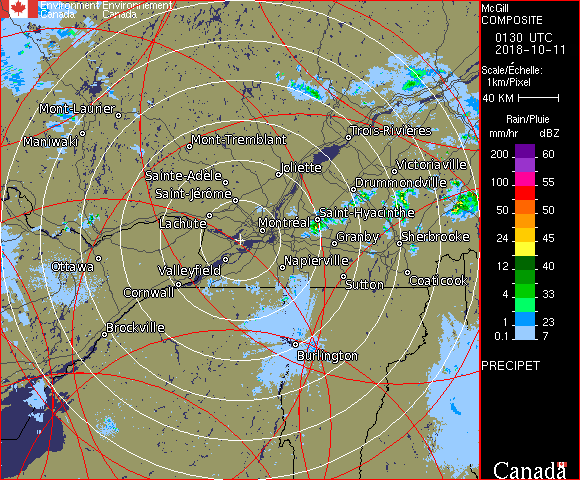 Environment Environnement
Canada Canada
McGill
COMPOSITE
0130 UTC
2018-10-11
Scale/Échelle:
1km/Pixel
40 KM
Rain/Pluie
mm/hr dBZ
200 60
100 55
50 50
24 45
12 40
4 33
1 23
0.1 7
PRECIPET
Canada
Mont-Laurier
Maniwaki
Mont-Tremblant
Trois-Rivières
Sainte-Adèle
Joliette
Victoriaville
Saint-Jérôme
Drummondville
Lachute
Saint-Hyacinthe
Montréal
Granby
Sherbrooke
Ottawa
Valleyfield
Napierville
Cornwall
Sutton
Coaticook
Brockville
Burlington